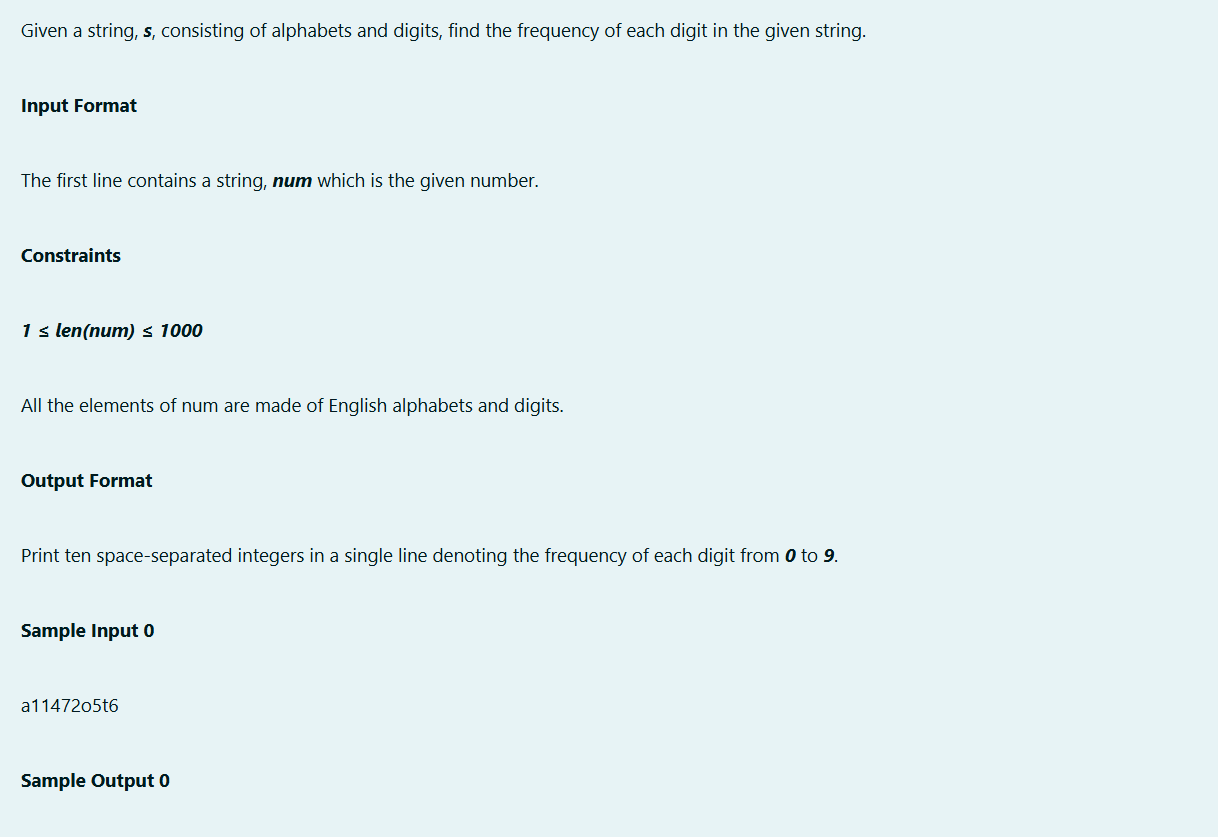 Given a string, s, consisting of alphabets and digits, find the frequency of each digit in the given string.
Input Format
The first line contains a string, num which is the given number.
Constraints
1 ≤ len(num) ≤ 1000
All the elements of num are made of English alphabets and digits.
Output Format
Print ten space-separated integers in a single line denoting the frequency of each digit from 0 to 9.
Sample Input 0
a11472o5t6
Sample Output 0